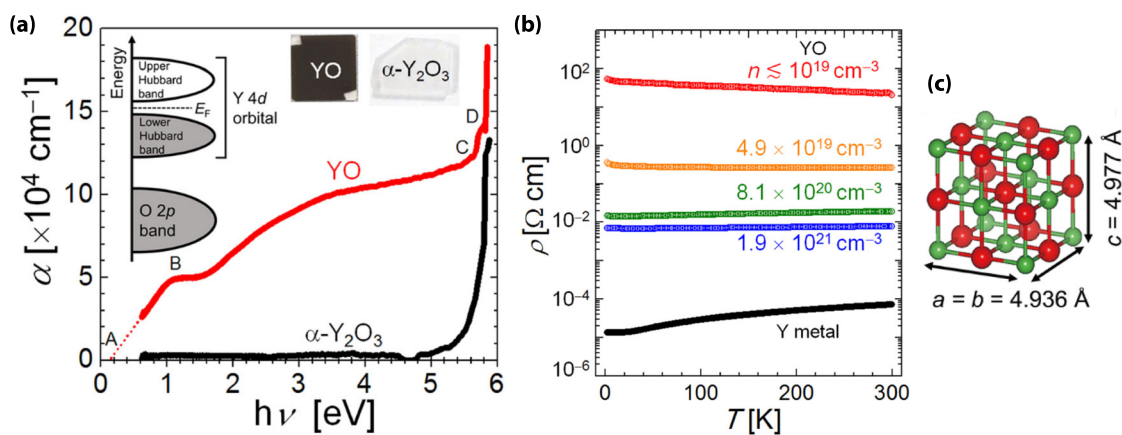 (a)
20
15
10
5
0
α [×10⁴ cm⁻¹]
0 1 2 3 4 5 6
hν [eV]
Energy
Upper
Hubbard
band
E_F
Lower
Hubbard
band
Y 4d
orbital
O 2p
band
YO
α-Y₂O₃
A
B
C
D
YO
α-Y₂O₃
(b)
10²
10⁰
10⁻²
10⁻⁴
10⁻⁶
ρ [Ω cm]
YO
n ≲ 10¹⁹ cm⁻³
4.9 × 10¹⁹ cm⁻³
8.1 × 10²⁰ cm⁻³
1.9 × 10²¹ cm⁻³
Y metal
0 100 200 300
T [K]
(c)
c = 4.977 Å
a = b = 4.936 Å